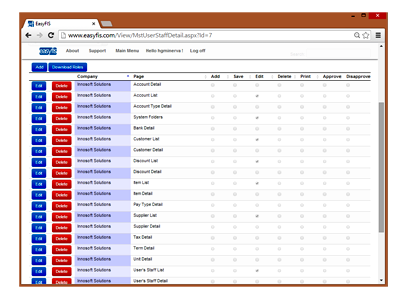 EasyFIS
www.easyfis.com/View/MstUserStaffDetail.aspx?Id=7
easyfis About Support Main Menu Hello hgminerva ! Log off
Add Download Roles
Company Page Add Save Edit Delete Print Approve Disapprove
Edit Delete Innosoft Solutions Account Detail
Edit Delete Innosoft Solutions Account List
Edit Delete Innosoft Solutions Account Type Detail
Edit Delete Innosoft Solutions System Folders
Edit Delete Innosoft Solutions Bank Detail
Edit Delete Innosoft Solutions Customer List
Edit Delete Innosoft Solutions Customer Detail
Edit Delete Innosoft Solutions Discount List
Edit Delete Innosoft Solutions Discount Detail
Edit Delete Innosoft Solutions Item List
Edit Delete Innosoft Solutions Item Detail
Edit Delete Innosoft Solutions Pay Type Detail
Edit Delete Innosoft Solutions Supplier List
Edit Delete Innosoft Solutions Supplier Detail
Edit Delete Innosoft Solutions Tax Detail
Edit Delete Innosoft Solutions Term Detail
Edit Delete Innosoft Solutions Unit Detail
Edit Delete Innosoft Solutions User's Staff List
Edit Delete Innosoft Solutions User's Staff Detail